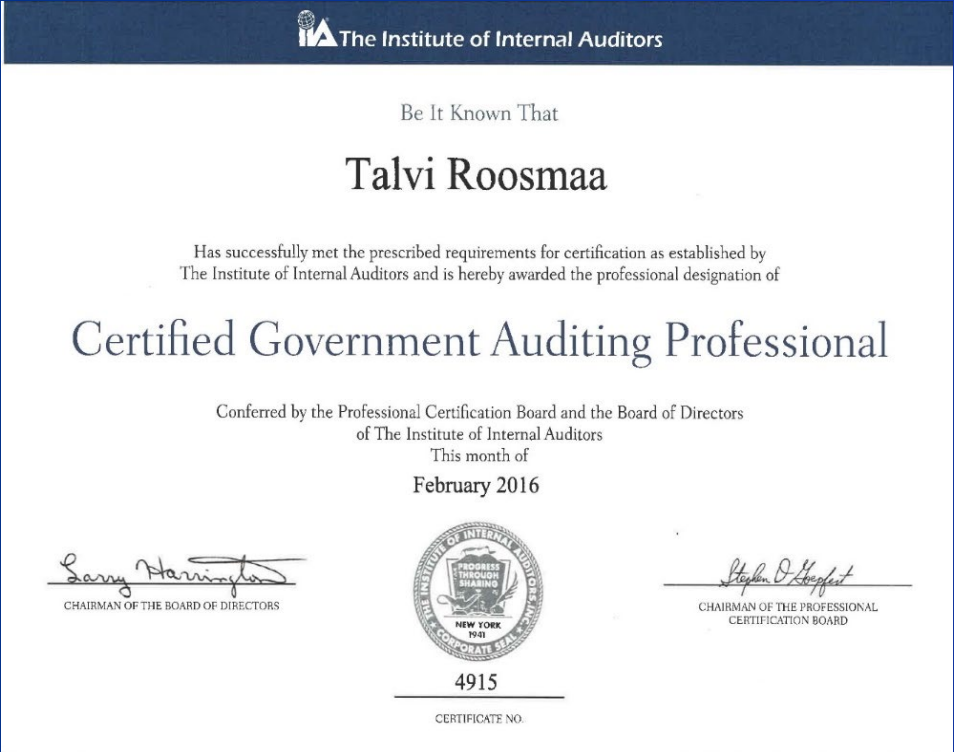 IIA The Institute of Internal Auditors
Be It Known That
Talvi Roosmaa
Has successfully met the prescribed requirements for certification as established by
The Institute of Internal Auditors and is hereby awarded the professional designation of
Certified Government Auditing Professional
Conferred by the Professional Certification Board and the Board of Directors
of The Institute of Internal Auditors
This month of
February 2016
Larry Harrington
CHAIRMAN OF THE BOARD OF DIRECTORS
THE INSTITUTE OF INTERNAL AUDITORS, INC.
PROGRESS
THROUGH
SHARING
NEW YORK
1941
CORPORATE SEAL
Stephen D Goepfert
CHAIRMAN OF THE PROFESSIONAL
CERTIFICATION BOARD
4915
CERTIFICATE NO.